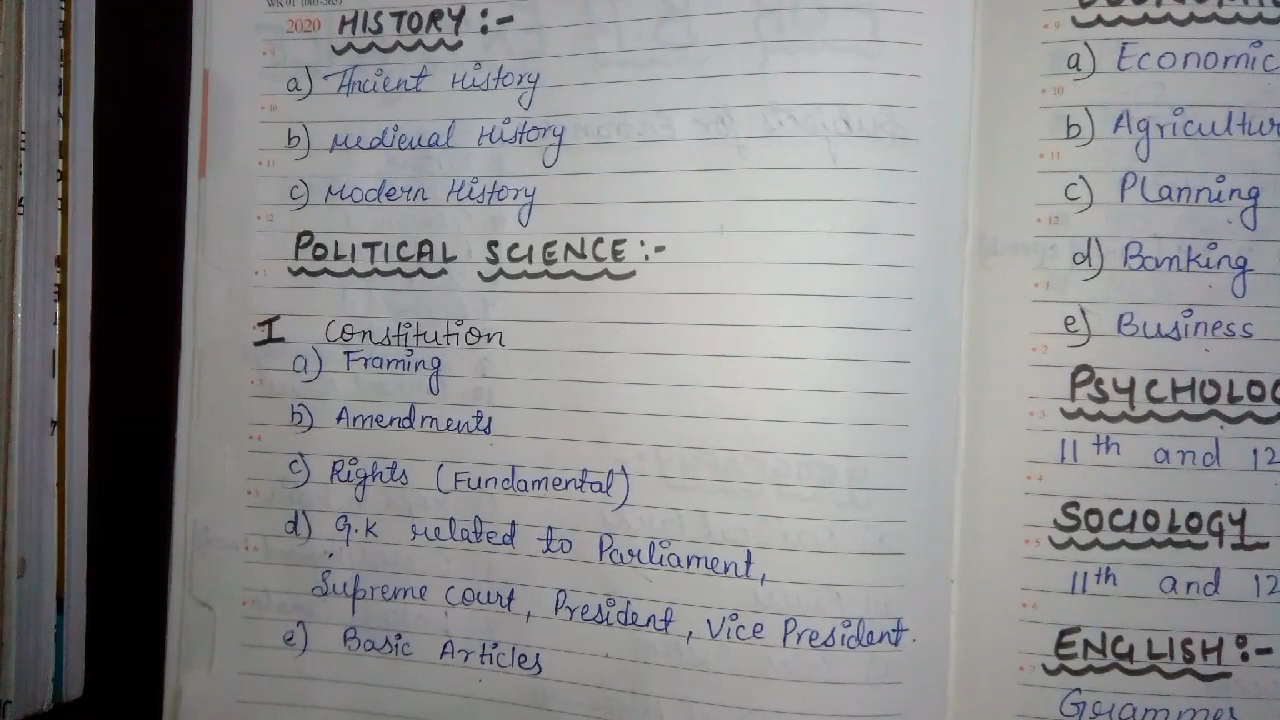 2020 HISTORY :-
a) Ancient History
b) Medieval History
c) Modern History
POLITICAL SCIENCE :-
I Constitution
a) Framing
b) Amendments
c) Rights (Fundamental)
d) G.K related to Parliament,
Supreme court, President, Vice President.
e) Basic Articles
a) Economic
b) Agricultur
c) Planning
d) Banking
e) Business
PSYCHOLO
11th and 12
SOCIOLOGY
11th and 12
ENGLISH :-
Grammer